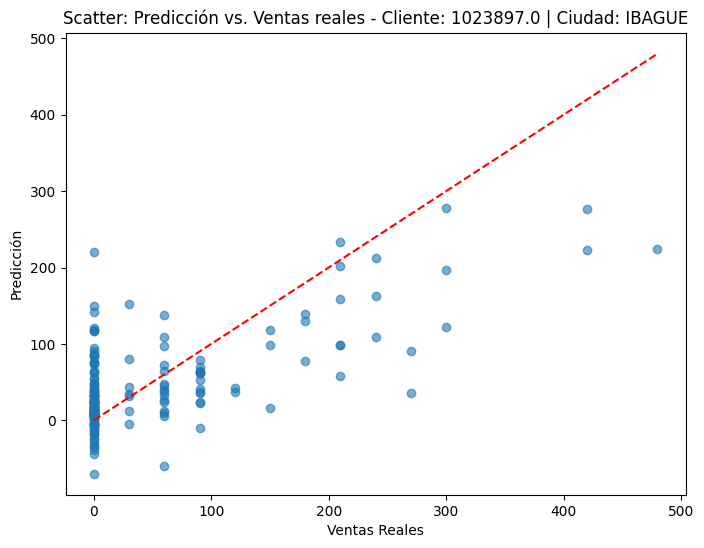 Scatter: Predicción vs. Ventas reales - Cliente: 1023897.0 | Ciudad: IBAGUE
500
400
300
200
100
0
Predicción
0 100 200 300 400 500
Ventas Reales